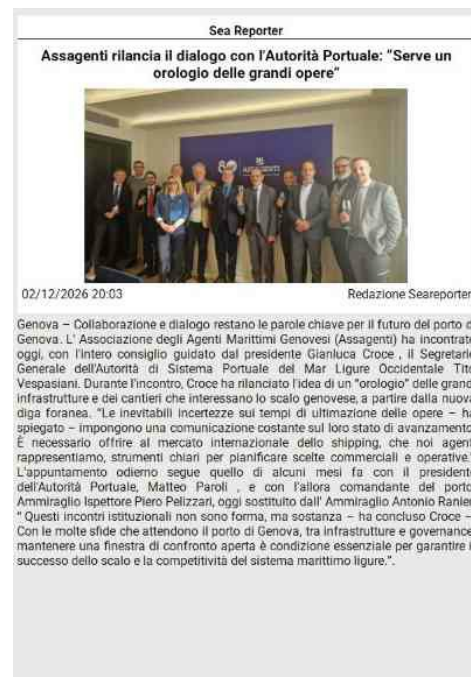 Sea Reporter
Assagenti rilancia il dialogo con l'Autorità Portuale: "Serve un
orologio delle grandi opere"
ASSAGENTI
02/12/2026 20:03
Redazione Seareporter
Genova – Collaborazione e dialogo restano le parole chiave per il futuro del porto d
Genova. L' Associazione degli Agenti Marittimi Genovesi (Assagenti) ha incontrato
oggi, con l'intero consiglio guidato dal presidente Gianluca Croce , il Segretario
Generale dell'Autorità di Sistema Portuale del Mar Ligure Occidentale Tito
Vespasiani. Durante l'incontro, Croce ha rilanciato l'idea di un "orologio" delle grand
infrastrutture e dei cantieri che interessano lo scalo genovese, a partire dalla nuova
diga foranea. "Le inevitabili incertezze sui tempi di ultimazione delle opere – ha
spiegato – impongono una comunicazione costante sul loro stato di avanzamento
È necessario offrire al mercato internazionale dello shipping, che noi agent
rappresentiamo, strumenti chiari per pianificare scelte commerciali e operative."
L'appuntamento odierno segue quello di alcuni mesi fa con il presidente
dell'Autorità Portuale, Matteo Paroli , e con l'allora comandante del porto
Ammiraglio Ispettore Piero Pelizzari, oggi sostituito dall' Ammiraglio Antonio Ranier
" Questi incontri istituzionali non sono forma, ma sostanza – ha concluso Croce –
Con le molte sfide che attendono il porto di Genova, tra infrastrutture e governance
mantenere una finestra di confronto aperta è condizione essenziale per garantire i
successo dello scalo e la competitività del sistema marittimo ligure.".